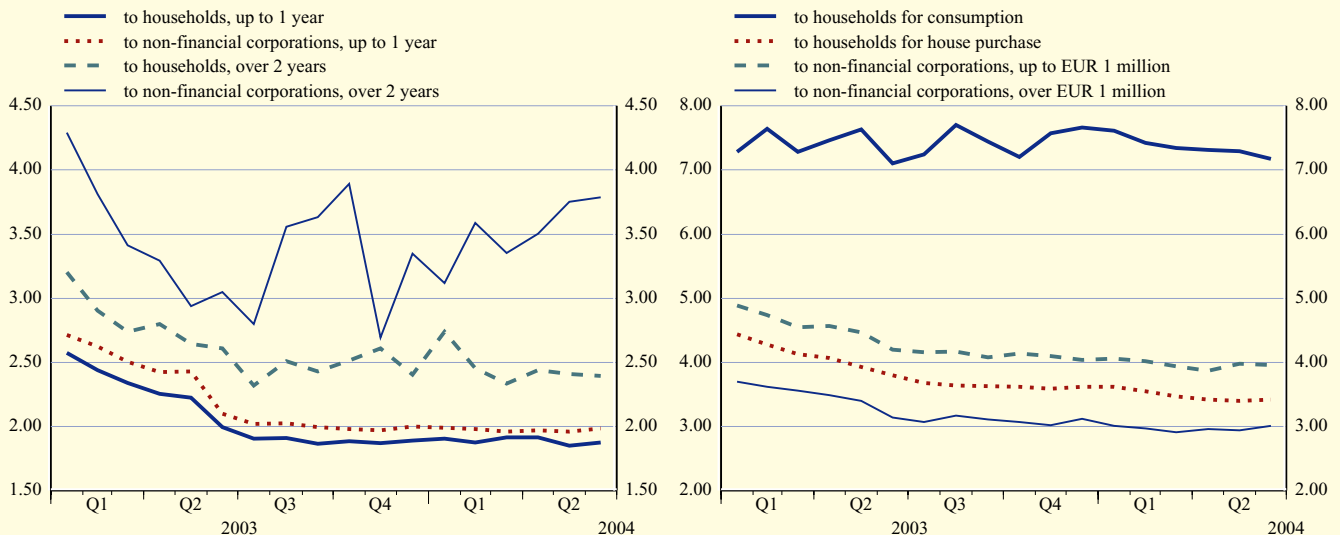 to households, up to 1 year
to non-financial corporations, up to 1 year
to households, over 2 years
to non-financial corporations, over 2 years
4.50 4.50
4.00 4.00
3.50 3.50
3.00 3.00
2.50 2.50
2.00 2.00
1.50 1.50
Q1 Q2 Q3 Q4 Q1 Q2
2003 2004
to households for consumption
to households for house purchase
to non-financial corporations, up to EUR 1 million
to non-financial corporations, over EUR 1 million
8.00 8.00
7.00 7.00
6.00 6.00
5.00 5.00
4.00 4.00
3.00 3.00
2.00 2.00
Q1 Q2 Q3 Q4 Q1 Q2
2003 2004